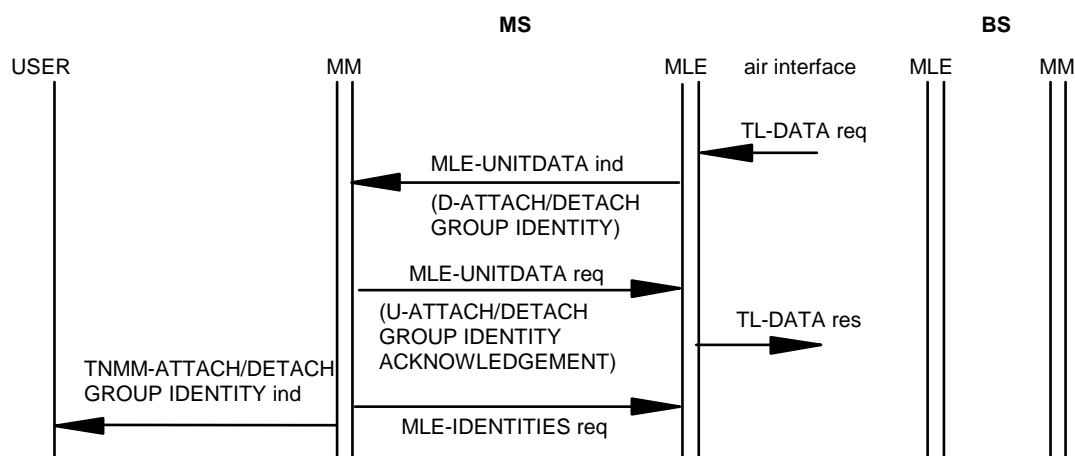 MS BS
USER MM MLE air interface MLE MM
TL-DATA req
MLE-UNITDATA ind
(D-ATTACH/DETACH
GROUP IDENTITY)
MLE-UNITDATA req
(U-ATTACH/DETACH
GROUP IDENTITY
ACKNOWLEDGEMENT)
TL-DATA res
TNMM-ATTACH/DETACH
GROUP IDENTITY ind
MLE-IDENTITIES req